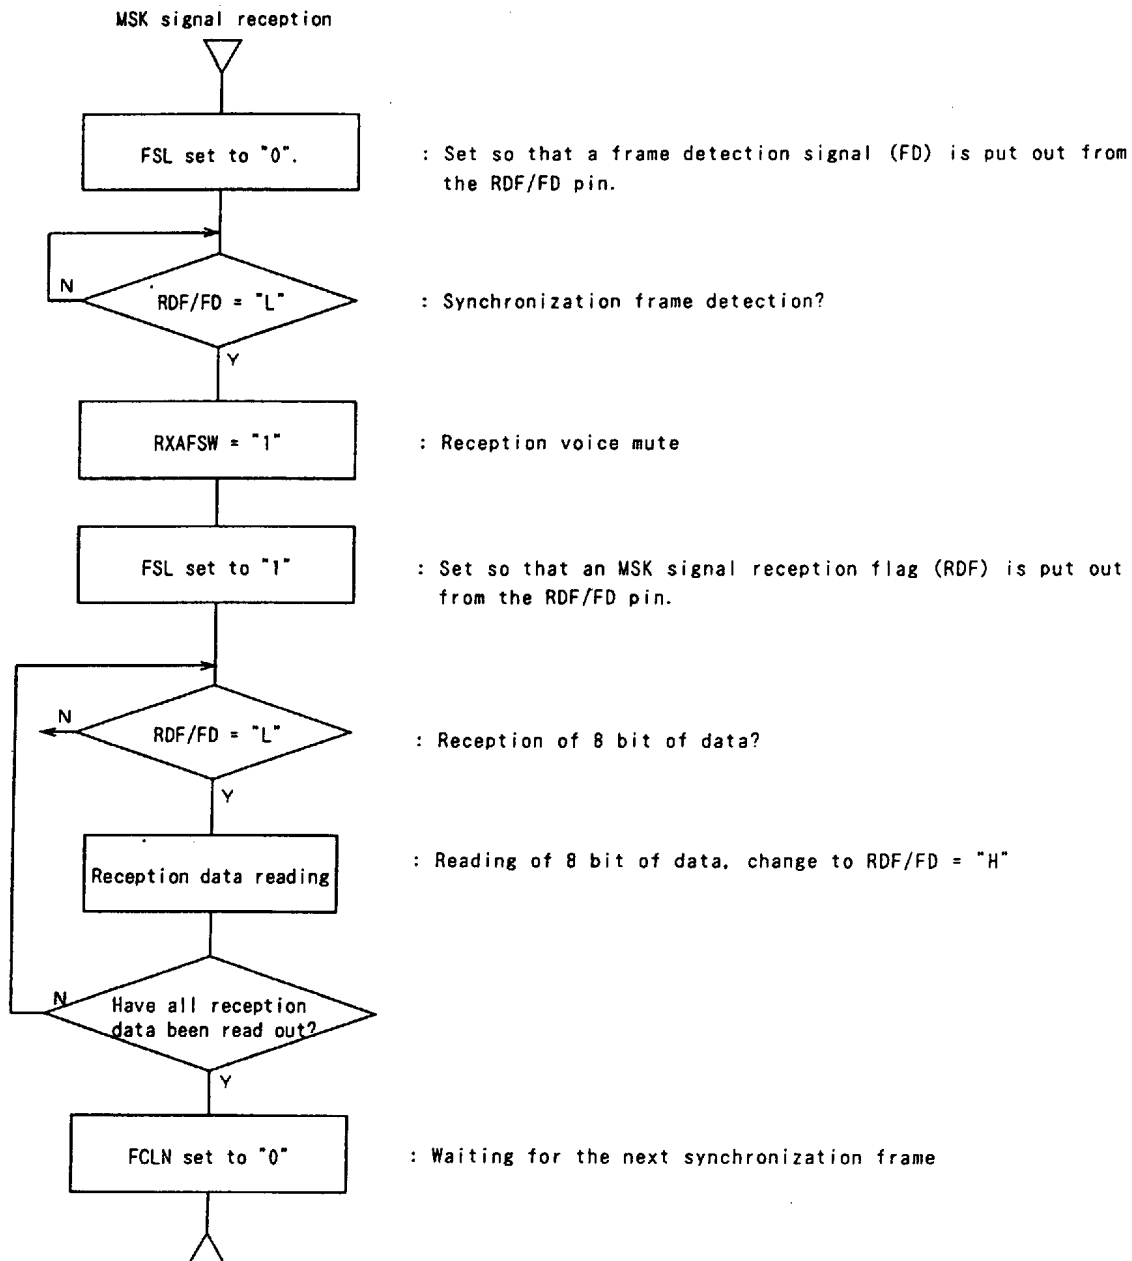 MSK signal reception
FSL set to "0".
: Set so that a frame detection signal (FD) is put out from
the RDF/FD pin.
N
RDF/FD = "L"
: Synchronization frame detection?
Y
RXAFSW = "1"
: Reception voice mute
FSL set to "1"
: Set so that an MSK signal reception flag (RDF) is put out
from the RDF/FD pin.
N
RDF/FD = "L"
: Reception of 8 bit of data?
Y
Reception data reading
: Reading of 8 bit of data, change to RDF/FD = "H"
N
Have all reception
data been read out?
Y
FCLN set to "0"
: Waiting for the next synchronization frame